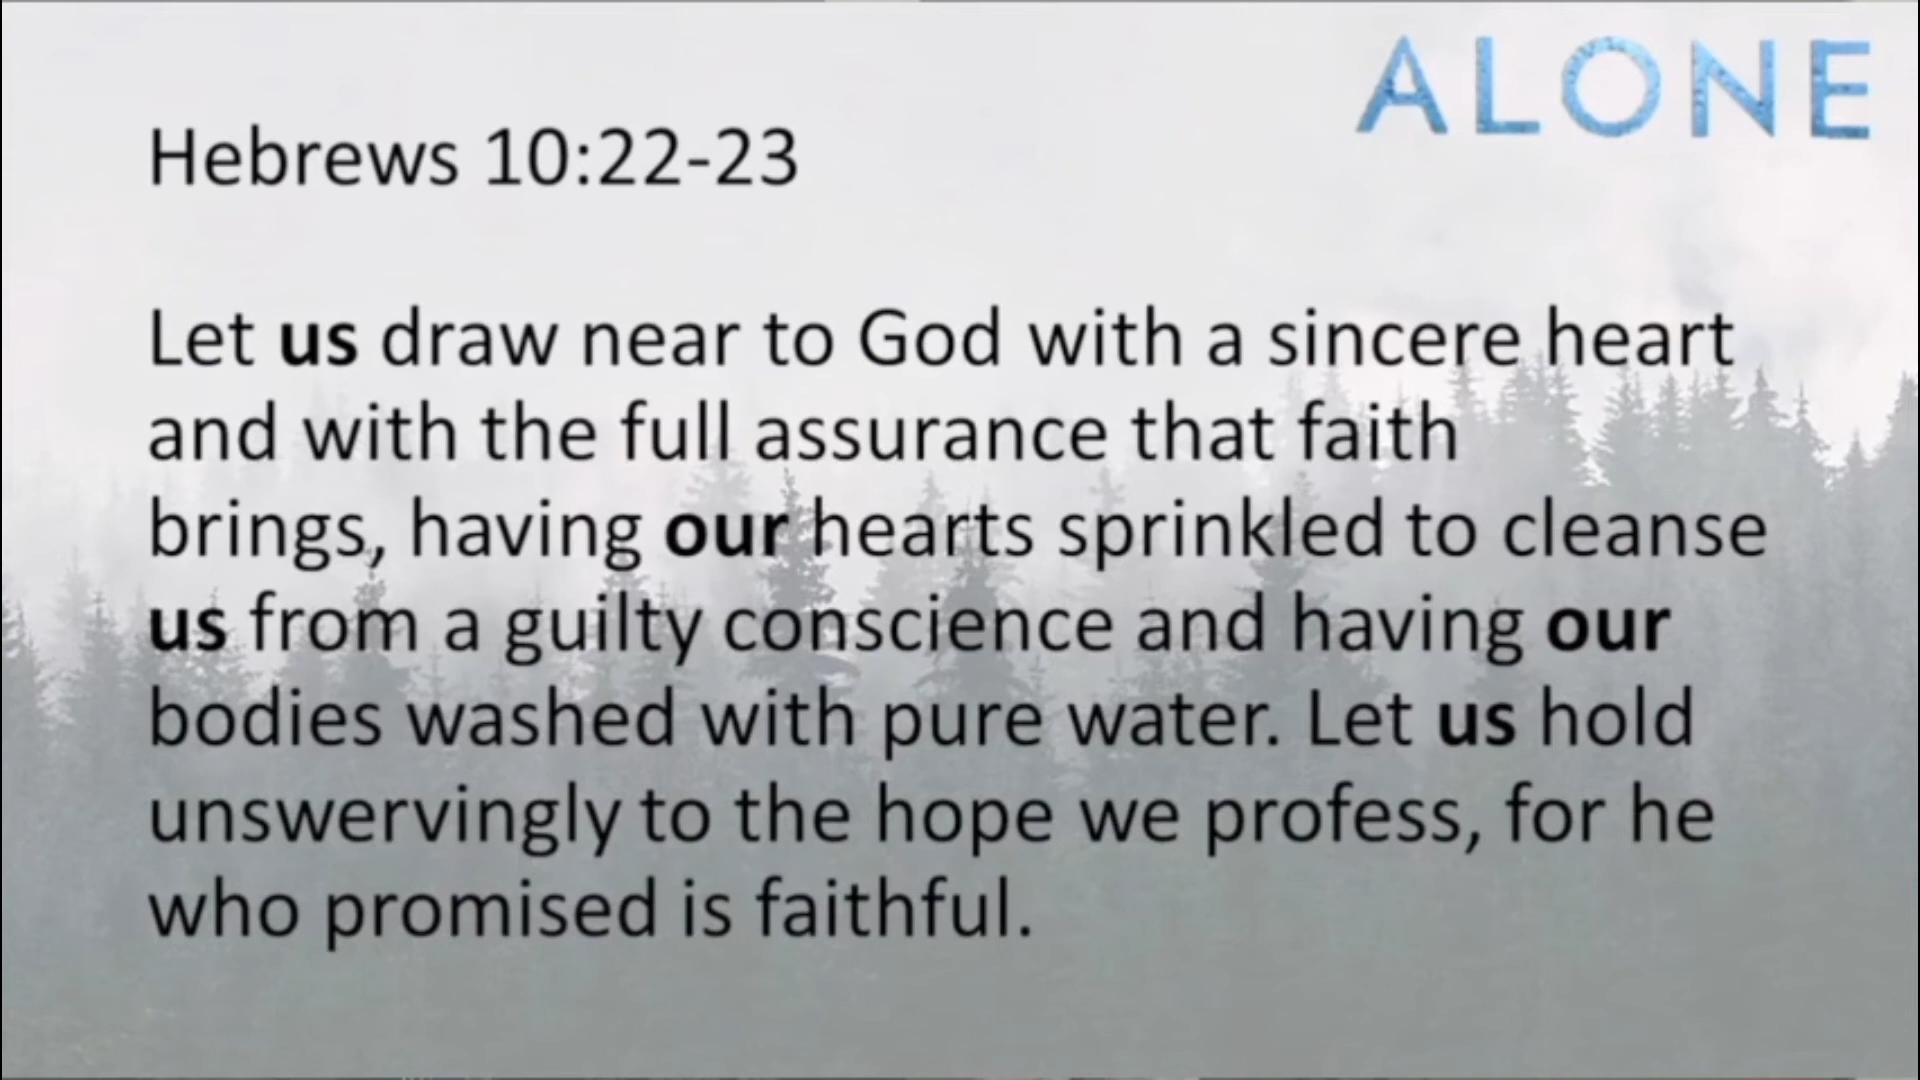 ALONE
Hebrews 10:22-23
Let us draw near to God with a sincere heart
and with the full assurance that faith
brings, having our hearts sprinkled to cleanse
us from a guilty conscience and having our
bodies washed with pure water. Let us hold
unswervingly to the hope we profess, for he
who promised is faithful.